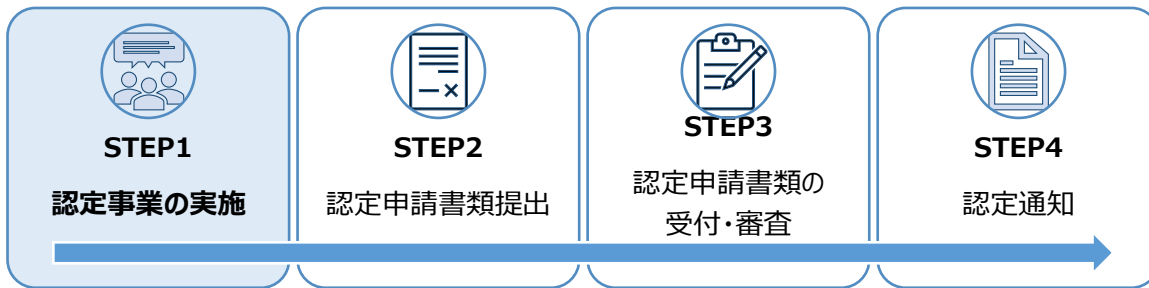 STEP1
認定事業の実施
STEP2
認定申請書類提出
STEP3
認定申請書類の
受付・審査
STEP4
認定通知